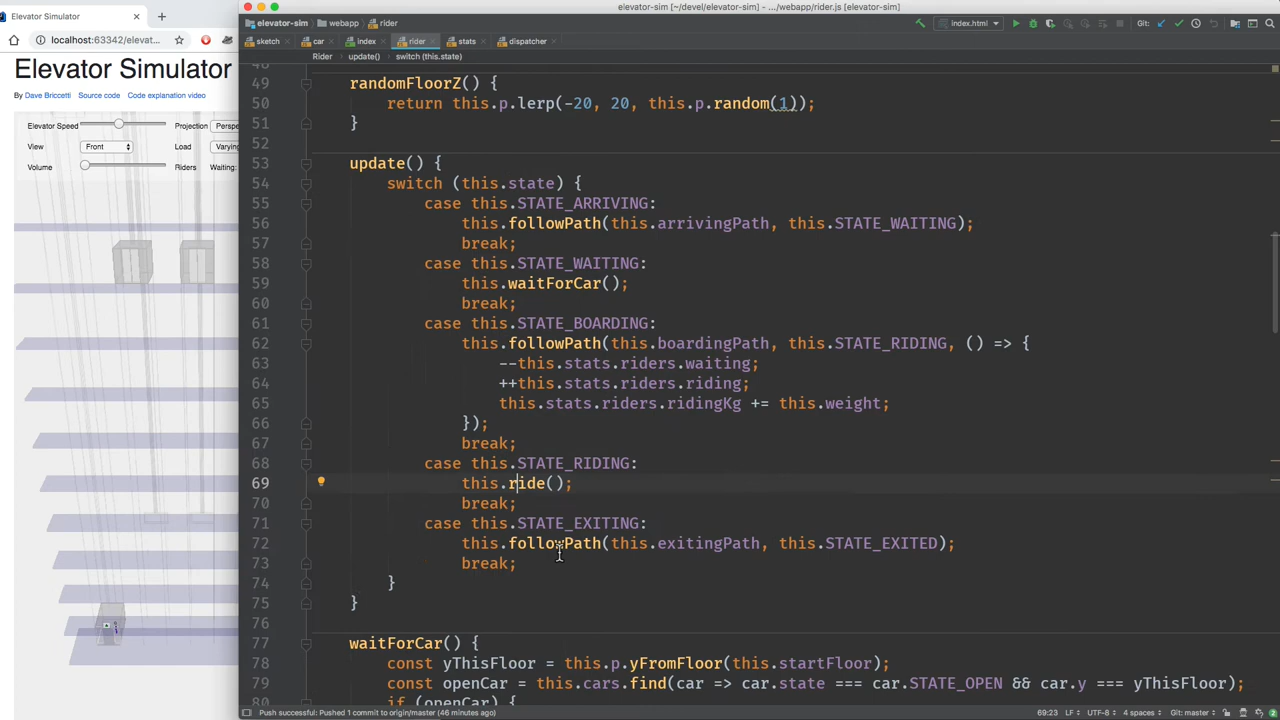 elevator-sim [~/devel/elevator-sim] - .../webapp/rider.js [elevator-sim]
Elevator Simulator
localhost:63342/elevat...
elevator-sim webapp rider
index.html
Git:
sketch car index rider stats dispatcher
Rider update() switch (this.state)
Elevator Simulator
By Dave Briccetti Source code Code explanation video
Elevator Speed Projection Perspe
View Front Load Varying
Volume Riders Waiting:
48
49 randomFloorZ() {
50 return this.p.lerp(-20, 20, this.p.random(1));
51 }
52
53 update() {
54 switch (this.state) {
55 case this.STATE_ARRIVING:
56 this.followPath(this.arrivingPath, this.STATE_WAITING);
57 break;
58 case this.STATE_WAITING:
59 this.waitForCar();
60 break;
61 case this.STATE_BOARDING:
62 this.followPath(this.boardingPath, this.STATE_RIDING, () => {
63 --this.stats.riders.waiting;
64 ++this.stats.riders.riding;
65 this.stats.riders.ridingKg += this.weight;
66 });
67 break;
68 case this.STATE_RIDING:
69 this.ride();
70 break;
71 case this.STATE_EXITING:
72 this.followPath(this.exitingPath, this.STATE_EXITED);
73 break;
74 }
75 }
76
77 waitForCar() {
78 const yThisFloor = this.p.yFromFloor(this.startFloor);
79 const openCar = this.cars.find(car => car.state === car.STATE_OPEN && car.y === yThisFloor);
80 if (openCar) {
Push successful: Pushed 1 commit to origin/master (46 minutes ago)
69:23 LF UTF-8 4 spaces Git: master